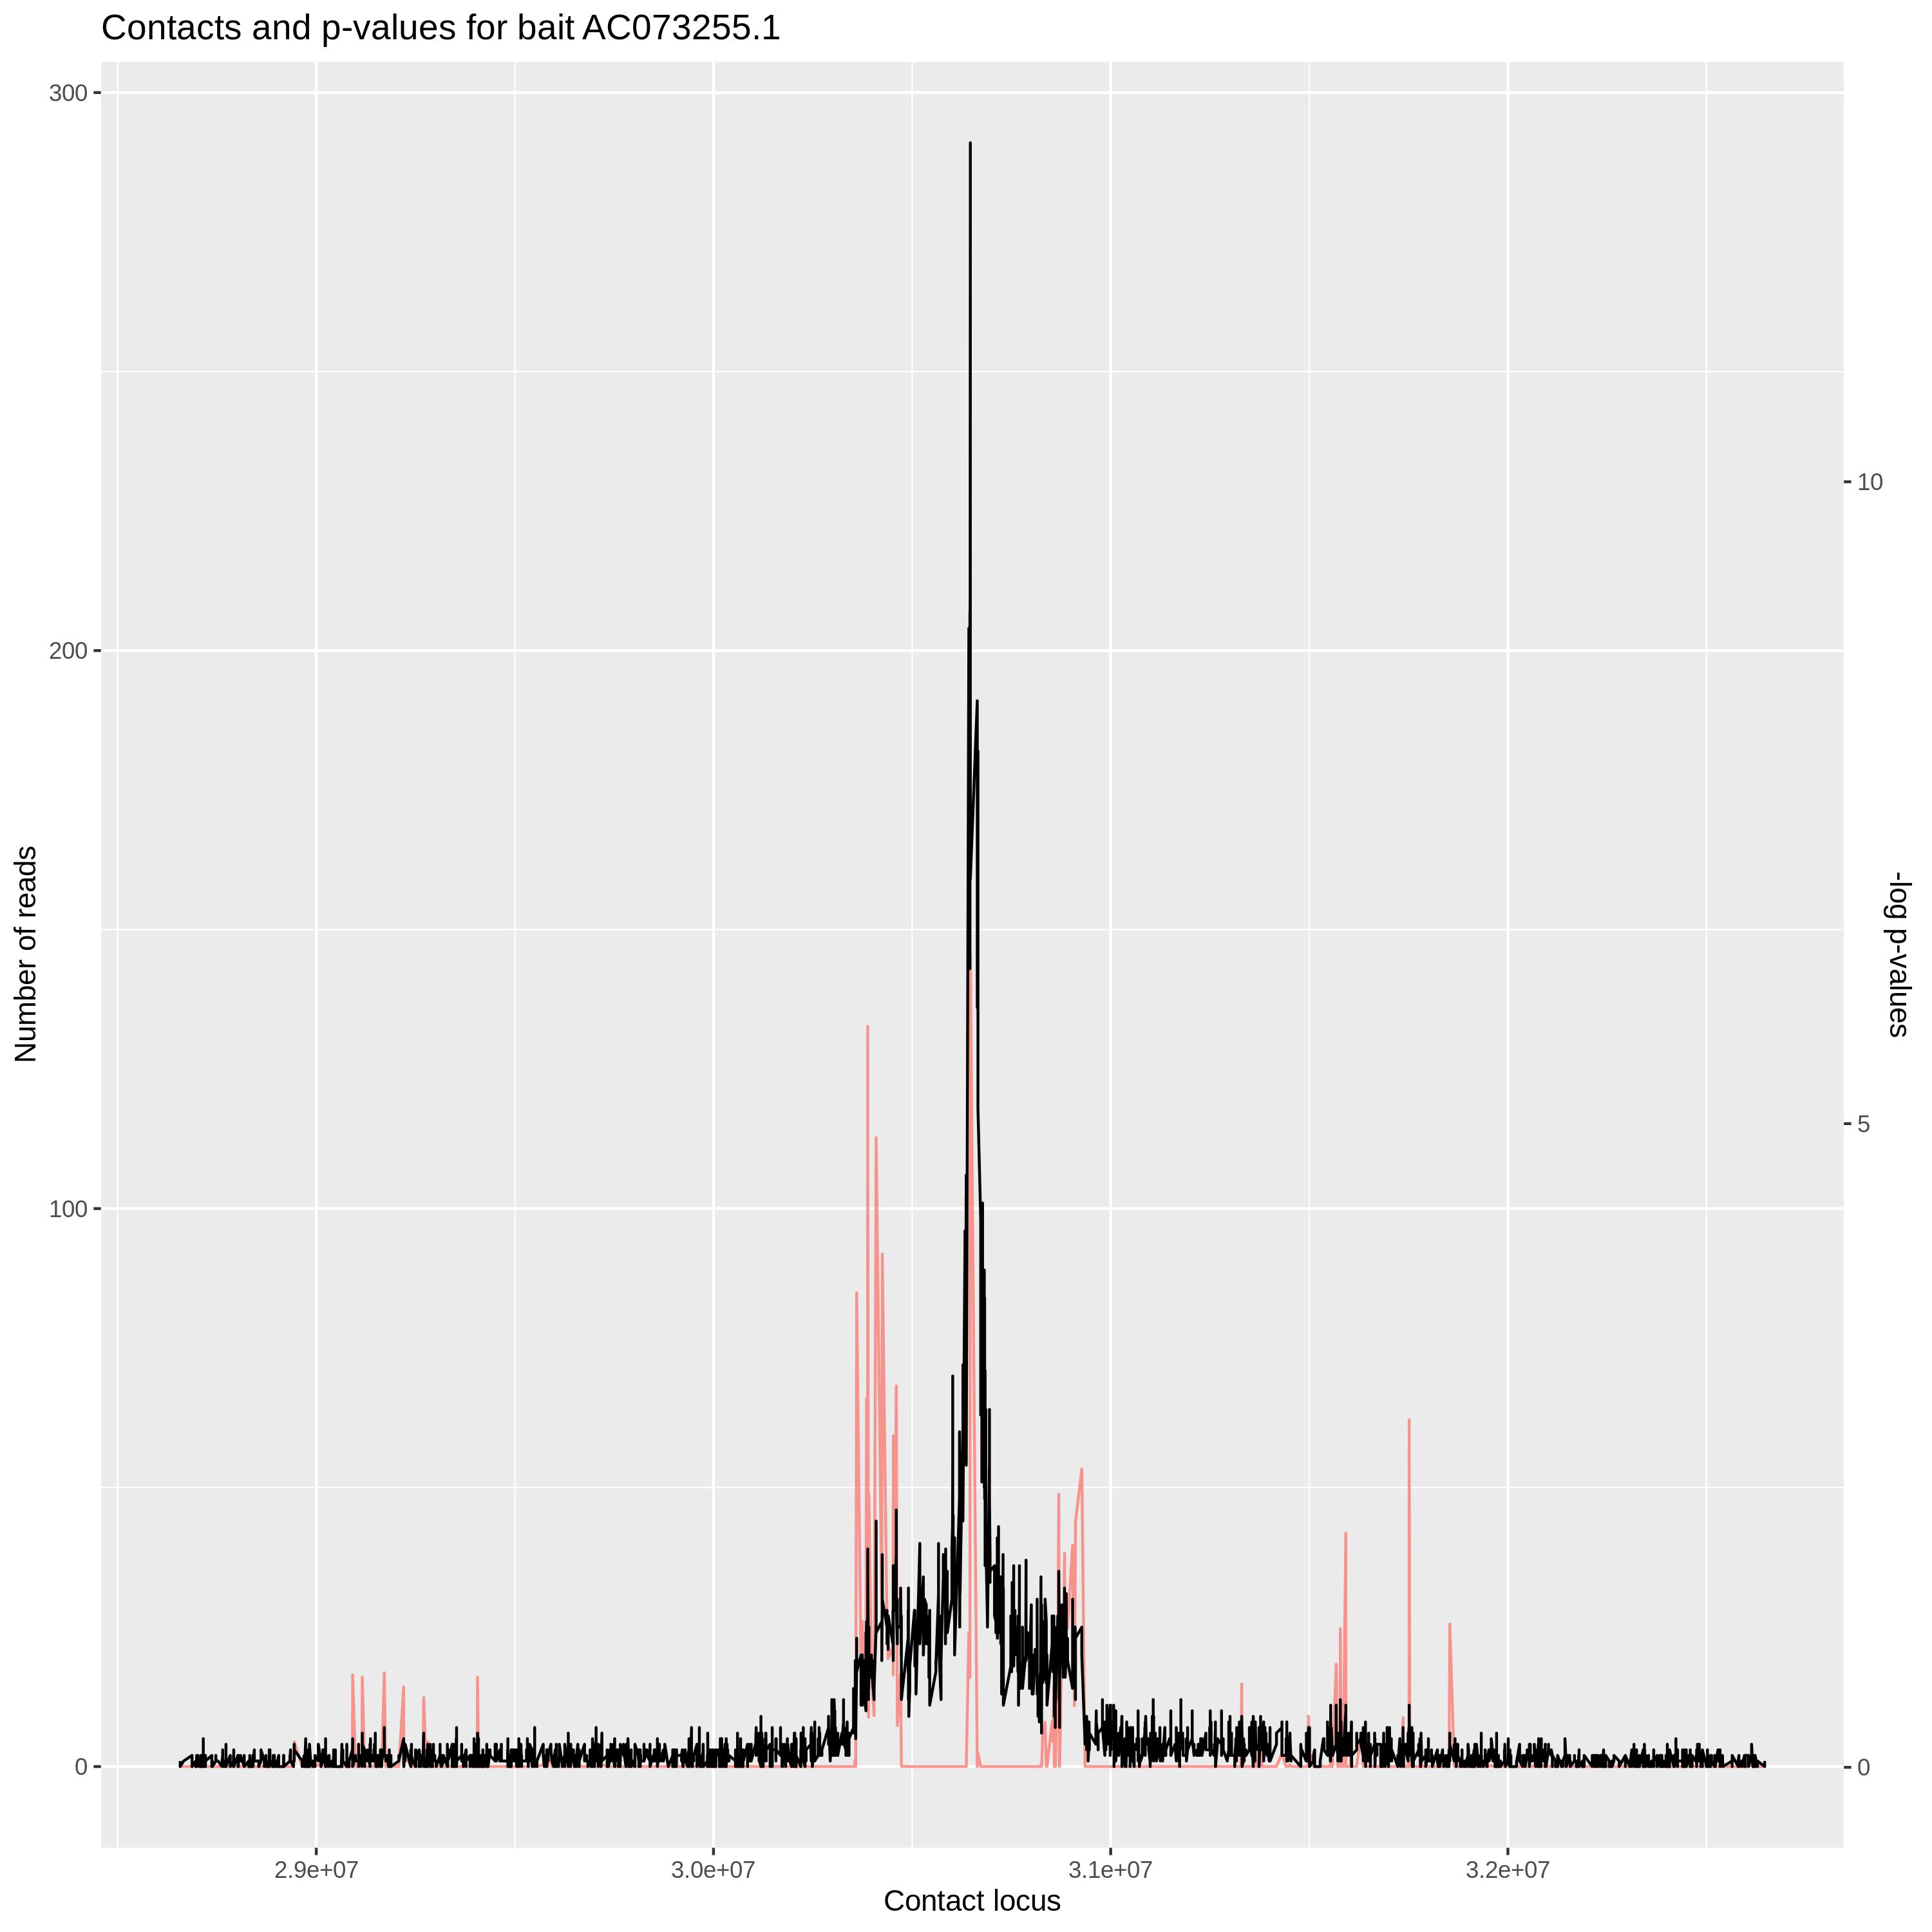 Contacts and p-values for bait AC073255.1
300
200
100
0
Number of reads
10
5
0
-log p-values
2.9e+07
3.0e+07
3.1e+07
3.2e+07
Contact locus